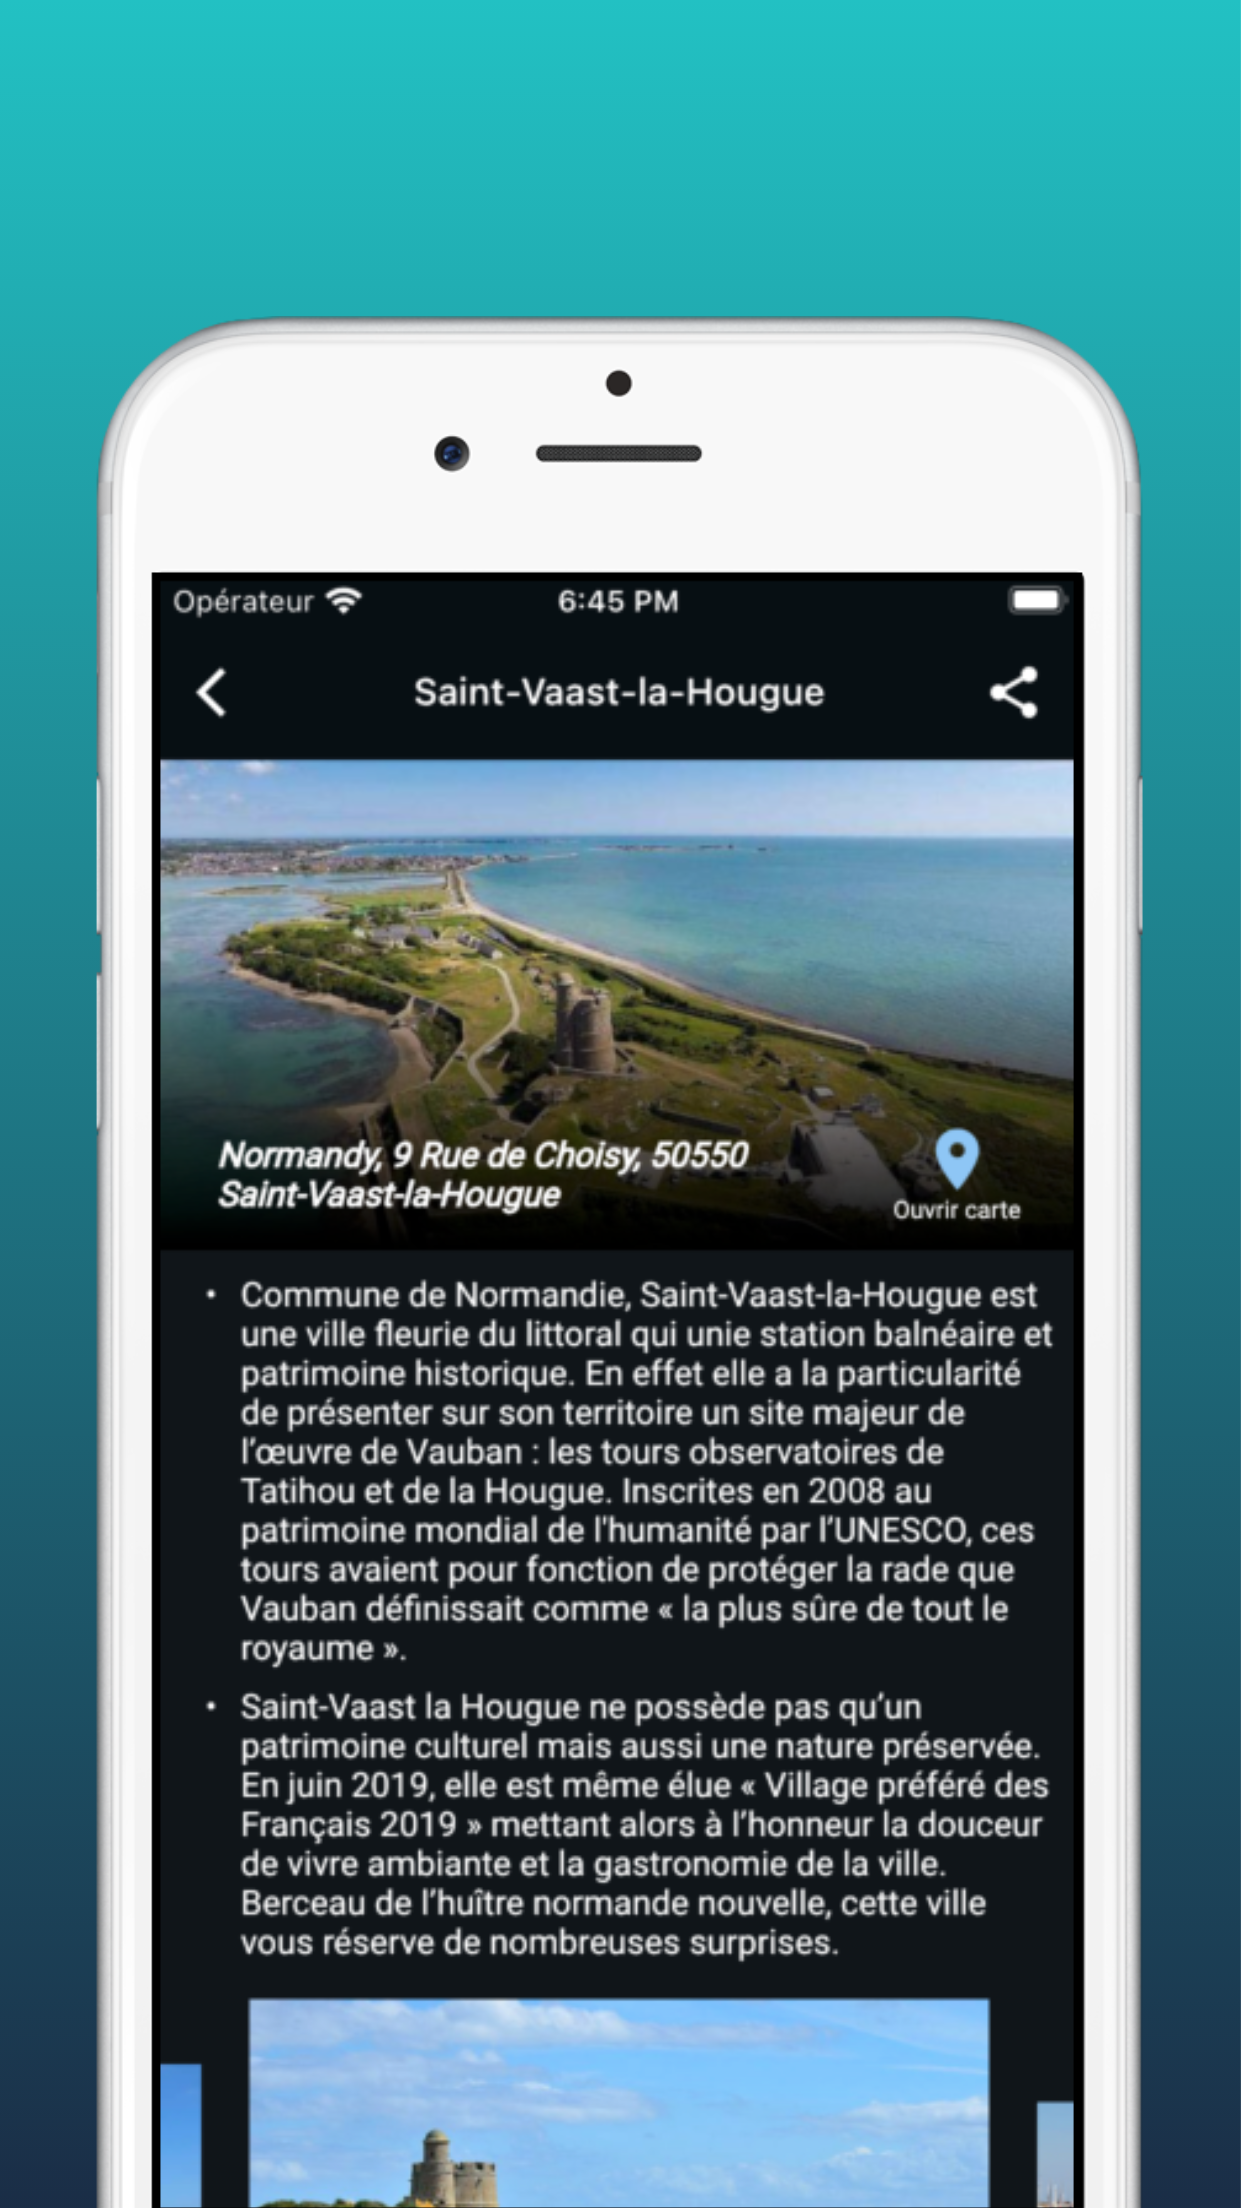 Opérateur 6:45 PM
Saint-Vaast-la-Hougue
Normandy, 9 Rue de Choisy, 50550
Saint-Vaast-la-Hougue
Ouvrir carte
• Commune de Normandie, Saint-Vaast-la-Hougue est
une ville fleurie du littoral qui unie station balnéaire et
patrimoine historique. En effet elle a la particularité
de présenter sur son territoire un site majeur de
l’œuvre de Vauban : les tours observatoires de
Tatihou et de la Hougue. Inscrites en 2008 au
patrimoine mondial de l'humanité par l’UNESCO, ces
tours avaient pour fonction de protéger la rade que
Vauban définissait comme « la plus sûre de tout le
royaume ».
• Saint-Vaast la Hougue ne possède pas qu’un
patrimoine culturel mais aussi une nature préservée.
En juin 2019, elle est même élue « Village préféré des
Français 2019 » mettant alors à l’honneur la douceur
de vivre ambiante et la gastronomie de la ville.
Berceau de l’huître normande nouvelle, cette ville
vous réserve de nombreuses surprises.